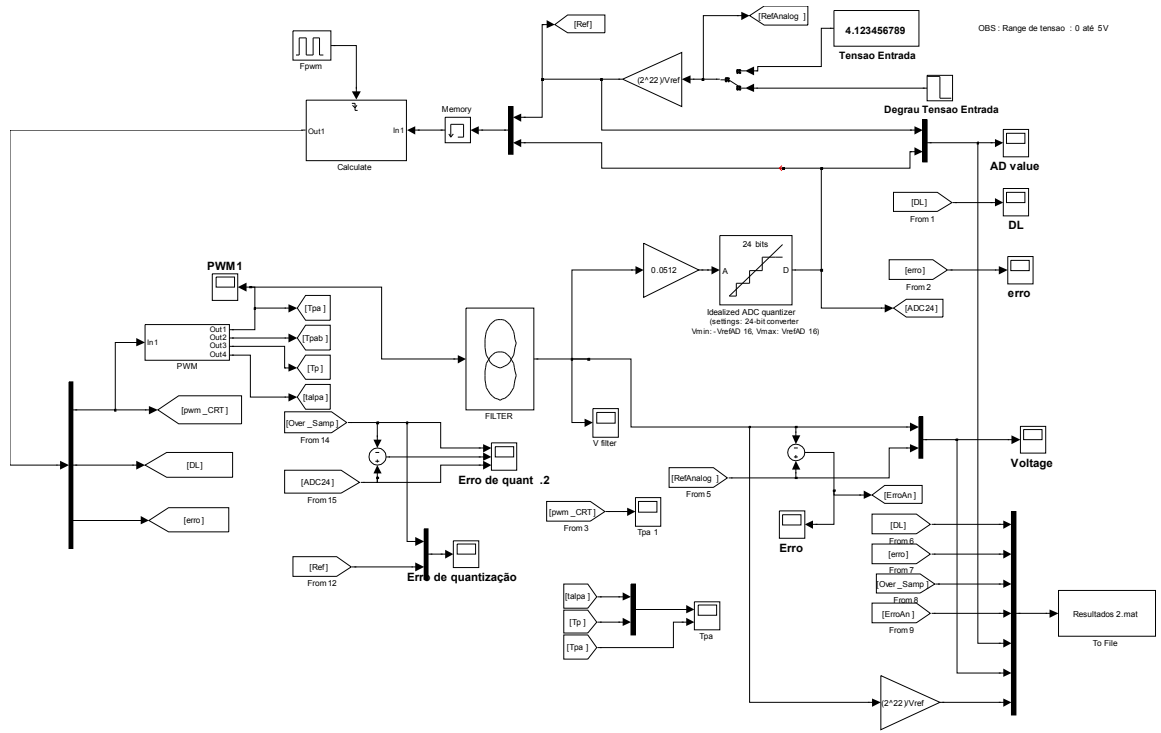 [Ref]
[RefAnalog ]
4.123456789
Tensao Entrada
OBS : Range de tensao : 0 até 5V
Fpwm
(2^22)/Vref
Degrau Tensao Entrada
Memory
Out1
In1
Calculate
AD value
[DL]
From 1
DL
[erro]
From 2
erro
24 bits
A
D
0.0512
Idealized ADC quantizer
(settings: 24-bit converter
Vmin: - VrefAD 16, Vmax: VrefAD 16)
[ADC24]
PWM1
[Tpa ]
[Tpab ]
[Tp ]
[talpa ]
In1
Out1
Out2
Out3
Out4
PWM
FILTER
V filter
[pwm _CRT]
[DL]
[erro]
[Over _Samp ]
From 14
[ADC24]
From 15
Erro de quant .2
[Ref]
From 12
Erro de quantização
[RefAnalog ]
From 5
Voltage
[ErroAn ]
Erro
[pwm _CRT]
From 3
Tpa 1
[talpa ]
[Tp ]
[Tpa ]
Tpa
[DL]
From 6
[erro]
From 7
[Over _Samp ]
From 8
[ErroAn ]
From 9
Resultados 2.mat
To File
(2^22)/Vref